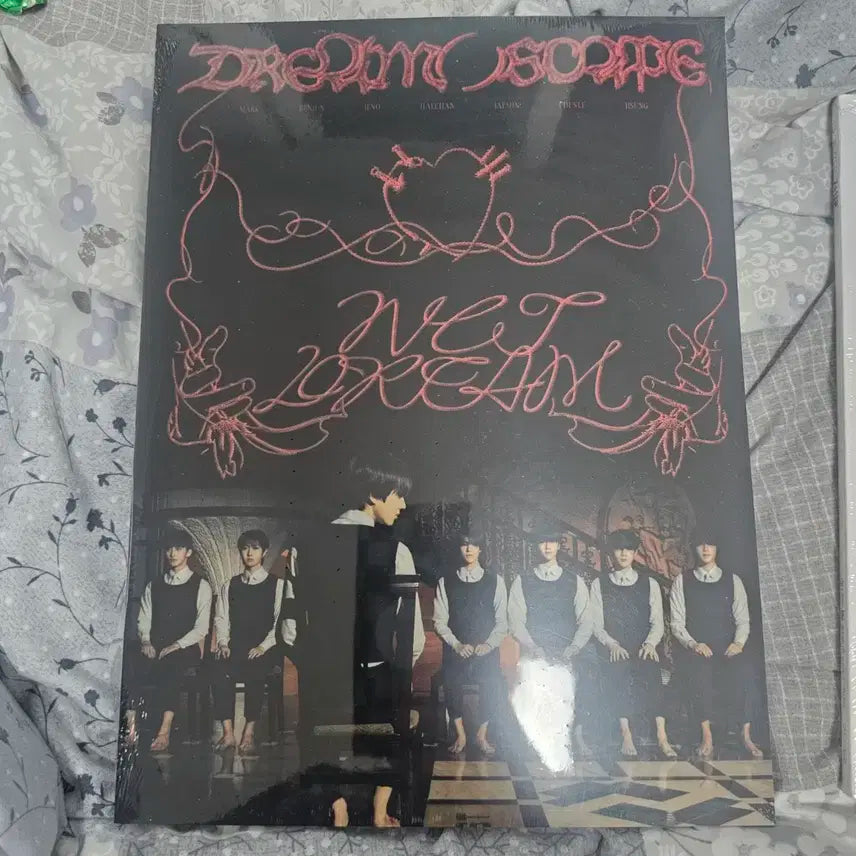 DREAM( )SCAPE
MARK RENJUN JENO HAECHAN JAEMIN CHENLE JISUNG
NCT
DREAM